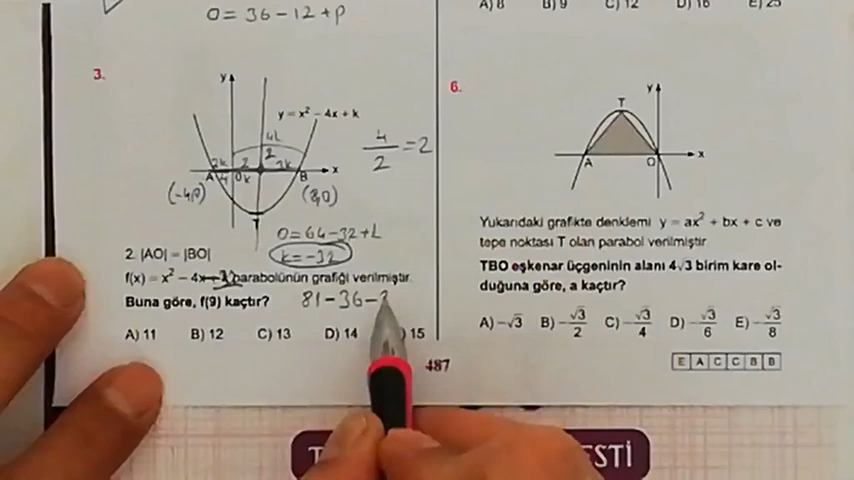 0 = 36 - 12 + p
A) 8 B) 9 C) 12 D) 16 E) 25
3.
y
y = x² - 4x + k
4k
2
2k 2 2k
A 4 0 k B x
(-4,0) (8,0)
T
4/2 = 2
0 = 64 - 32 + k
k = -32
2. |AO| = |BO|
f(x) = x² - 4x parabolünün grafiği verilmiştir.
Buna göre, f(9) kaçtır?
81 - 36 -
A) 11 B) 12 C) 13 D) 14 15
6.
y
T
A O x
Yukarıdaki grafikte denklemi y = ax² + bx + c ve
tepe noktası T olan parabol verilmiştir.
TBO eşkenar üçgeninin alanı 4√3 birim kare ol-
duğuna göre, a kaçtır?
A) -√3 B) -√3/2 C) -√3/4 D) -√3/6 E) -√3/8
E A C C B B
487
T ESTİ